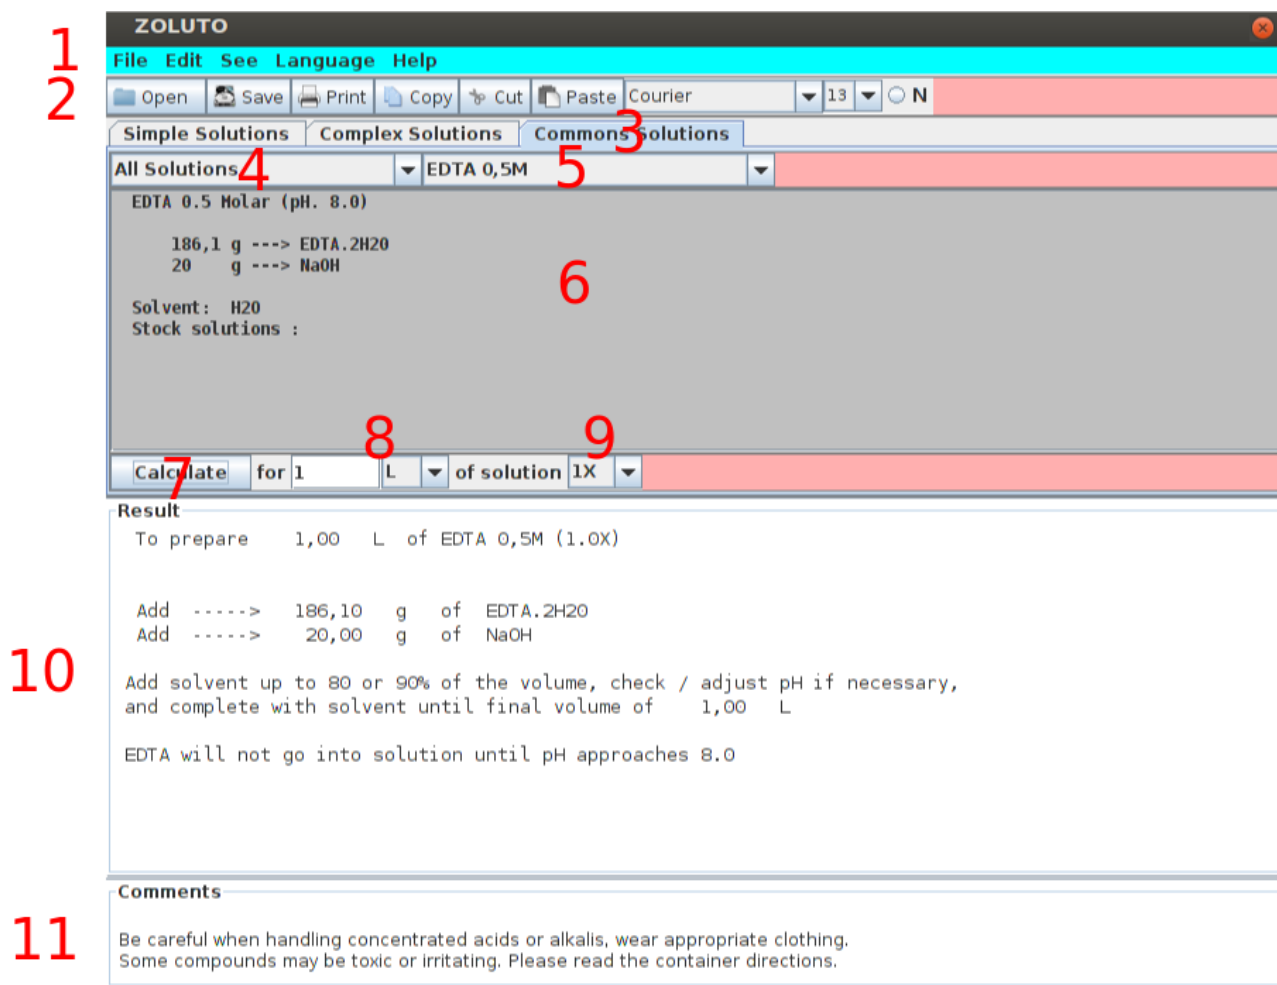 ZOLUTO
1
File Edit See Language Help
2
Open Save Print Copy Cut Paste Courier 13 N
3
Simple Solutions Complex Solutions Commons Solutions
4 5
All Solutions EDTA 0,5M
EDTA 0.5 Molar (pH. 8.0)
186,1 g ---> EDTA.2H20
20 g ---> NaOH
6
Solvent: H20
Stock solutions :
8 9
7
Calculate for 1 L of solution 1X
Result
To prepare 1,00 L of EDTA 0,5M (1.0X)
Add -----> 186,10 g of EDTA.2H20
Add -----> 20,00 g of NaOH
10
Add solvent up to 80 or 90% of the volume, check / adjust pH if necessary,
and complete with solvent until final volume of 1,00 L
EDTA will not go into solution until pH approaches 8.0
Comments
11
Be careful when handling concentrated acids or alkalis, wear appropriate clothing.
Some compounds may be toxic or irritating. Please read the container directions.